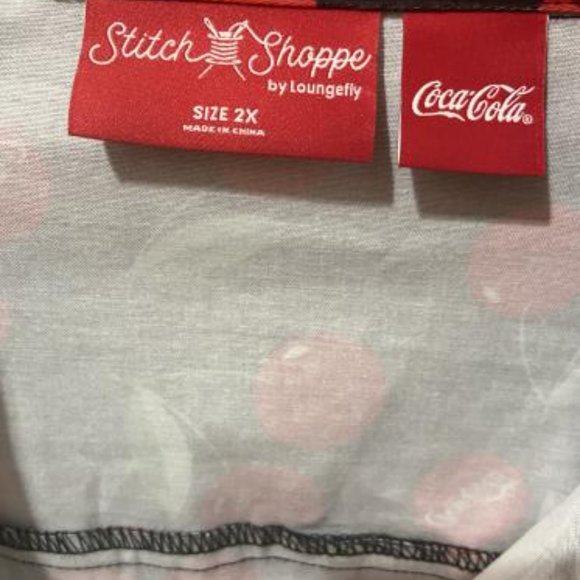 Stitch Shoppe
by Loungefly
SIZE 2X
MADE IN CHINA
Coca-Cola®